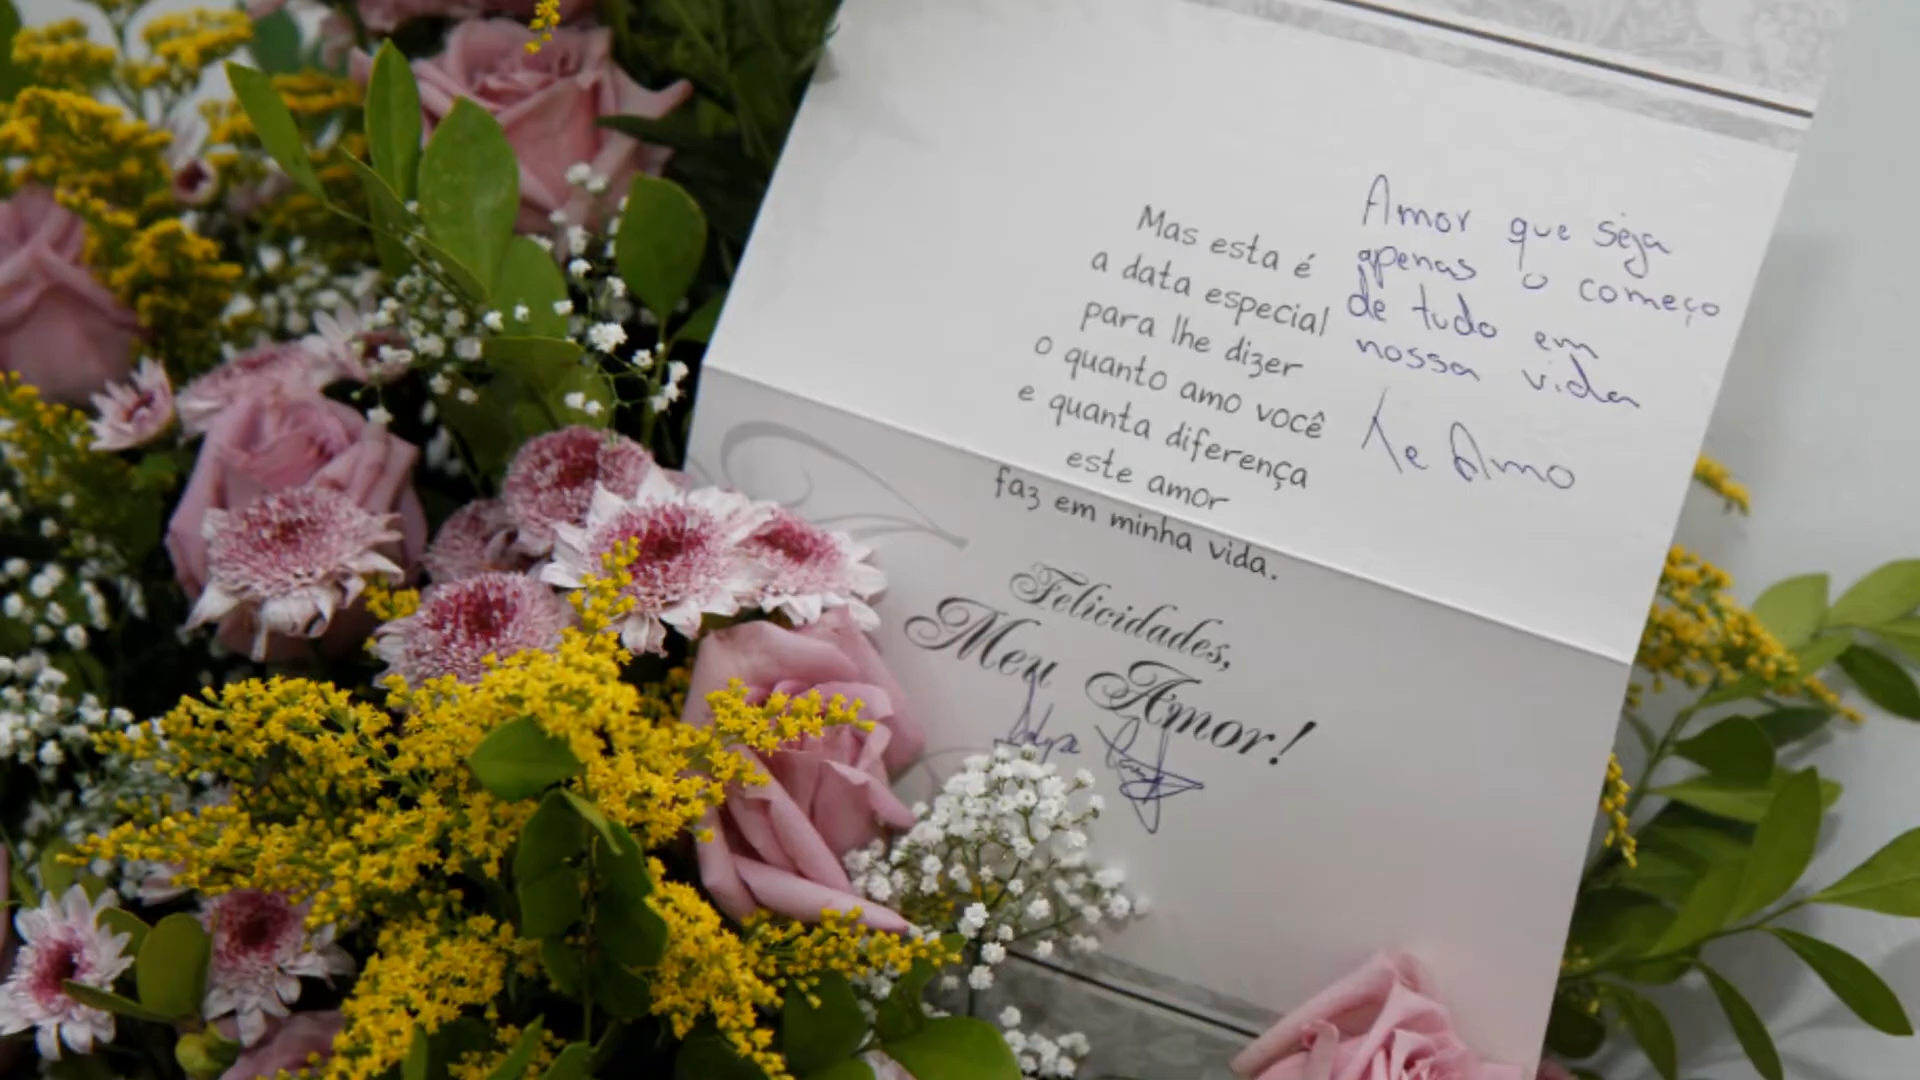 Mas esta é
a data especial
para lhe dizer
o quanto amo você
e quanta diferença
este amor
faz em minha vida.
Felicidades,
Meu Amor!
Amor que seja
apenas o começo
de tudo em
nossa vida
Te Amo